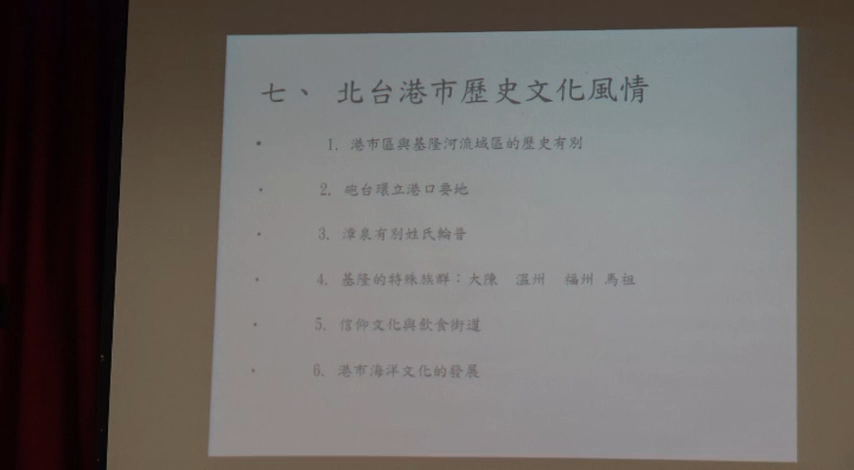 七、 北台港市歷史文化風情
• 1. 港市區與基隆河流域區的歷史有別
• 2. 砲台環立港口要地
• 3. 漳泉有別姓氏輪普
• 4. 基隆的特殊族群：大陳 溫州 福州 馬祖
• 5. 信仰文化與飲食街道
• 6. 港市海洋文化的發展